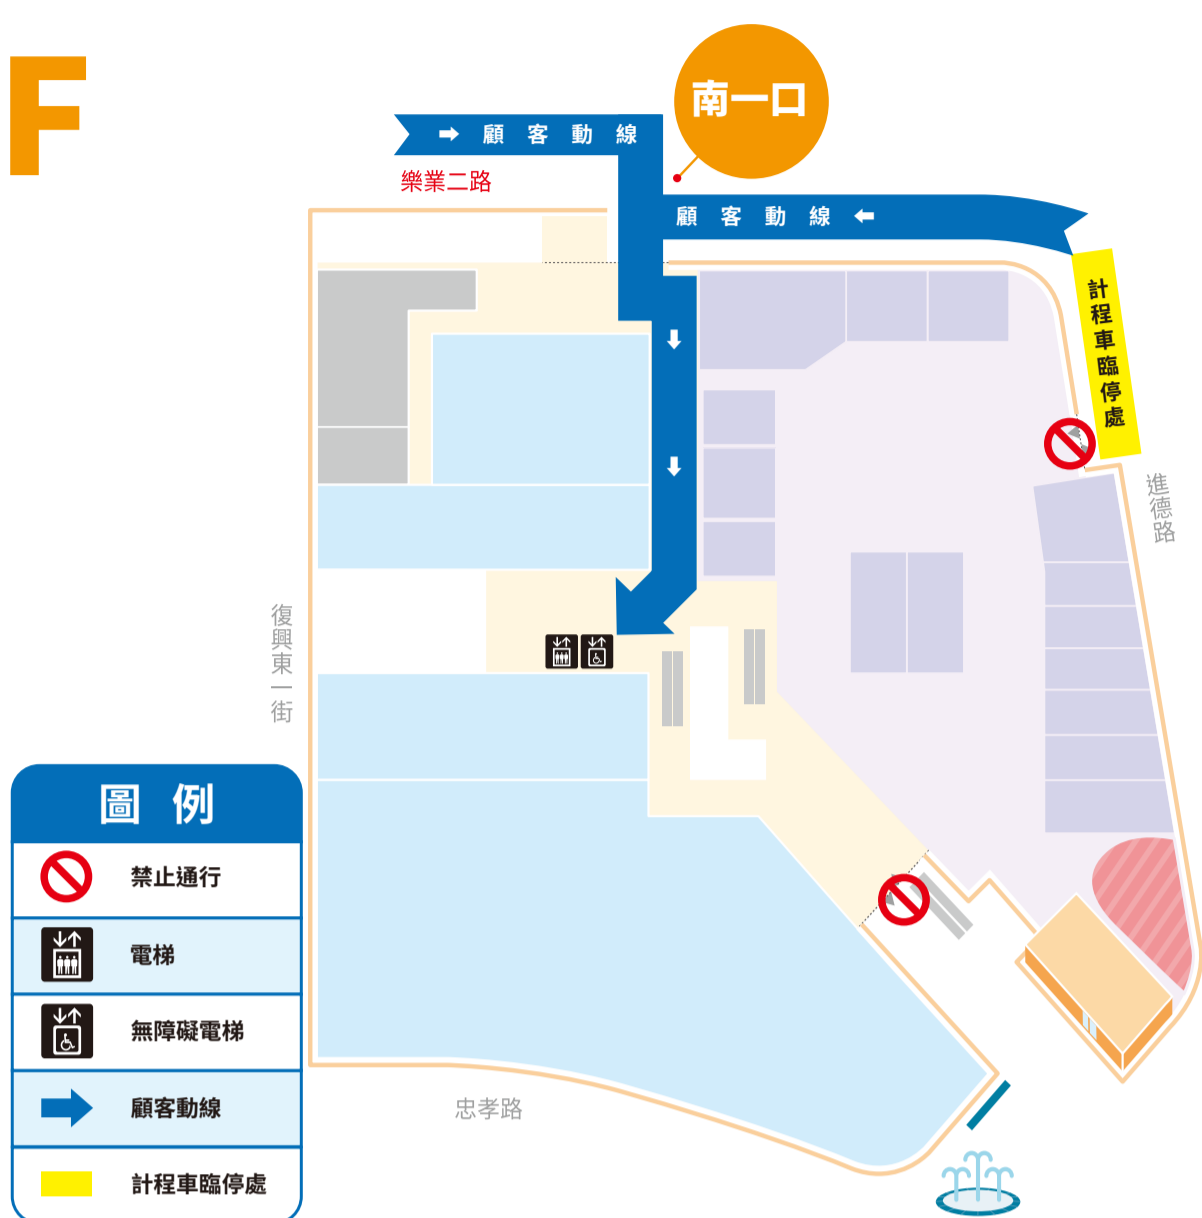 F
南一口
顧客動線
樂業二路
顧客動線
計程車臨停處
進德路
復興東一街
圖例
禁止通行
電梯
無障礙電梯
顧客動線
計程車臨停處
忠孝路